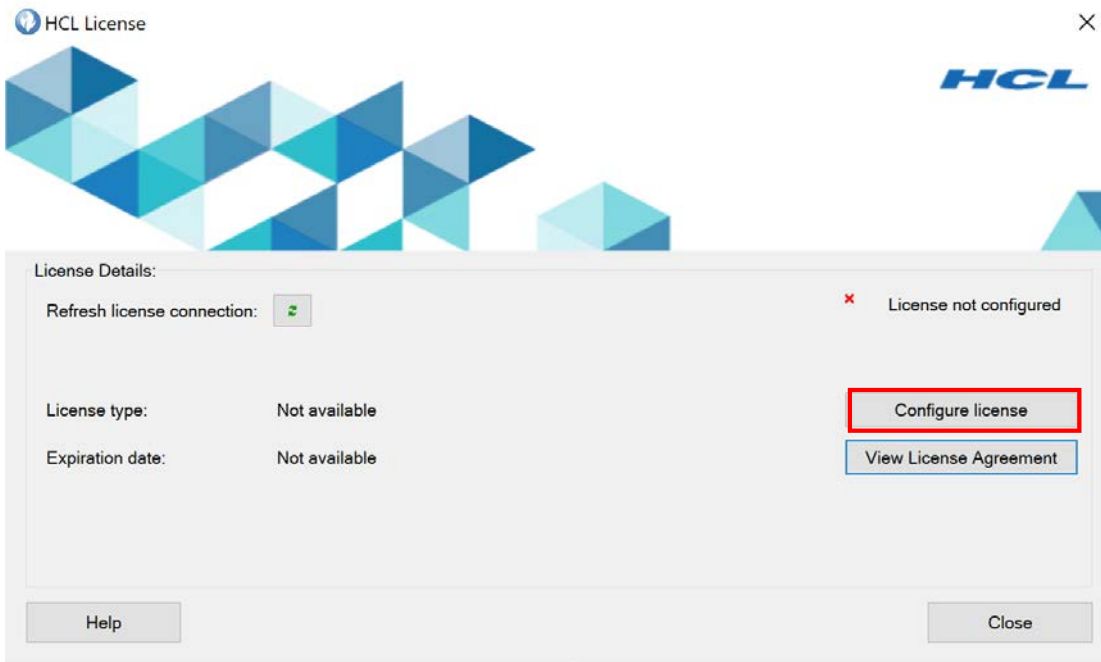 HCL License
HCL
License Details:
Refresh license connection:
License not configured
License type: Not available
Configure license
Expiration date: Not available
View License Agreement
Help
Close